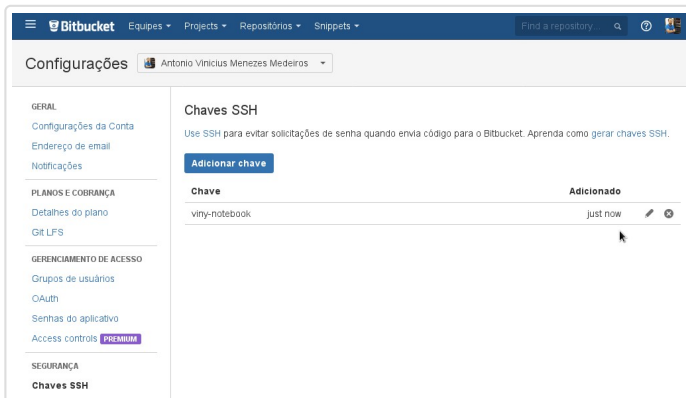 Bitbucket Equipes Projects Repositórios Snippets Find a repository...
Configurações Antonio Vinicius Menezes Medeiros
GERAL
Configurações da Conta
Endereço de email
Notificações
PLANOS E COBRANÇA
Detalhes do plano
Git LFS
GERENCIAMENTO DE ACESSO
Grupos de usuários
OAuth
Senhas do aplicativo
Access controls PREMIUM
SEGURANÇA
Chaves SSH
Chaves SSH
Use SSH para evitar solicitações de senha quando envia código para o Bitbucket. Aprenda como gerar chaves SSH.
Adicionar chave
Chave Adicionado
viny-notebook just now